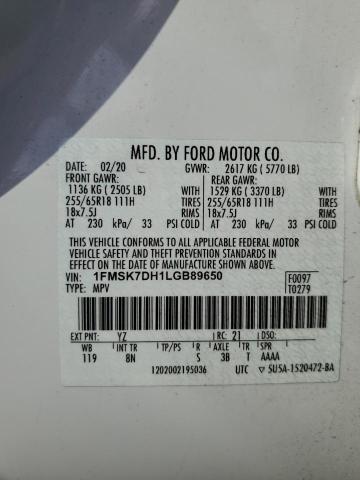 MFD. BY FORD MOTOR CO.
DATE: 02/20 GVWR: 2617 KG ( 5770 LB)
FRONT GAWR: REAR GAWR:
1136 KG ( 2505 LB) 1529 KG ( 3370 LB)
255/65R18 111H TIRES 255/65R18 111H TIRES
18x7.5J RIMS 18x7.5J RIMS
AT 230 kPa/ 33 PSI COLD AT 230 kPa/ 33 PSI COLD
THIS VEHICLE CONFORMS TO ALL APPLICABLE FEDERAL MOTOR
VEHICLE SAFETY AND THEFT PREVENTION STANDARDS IN
EFFECT ON THE DATE OF MANUFACTURE SHOWN ABOVE.
VIN: 1FMSK7DH1LGB89650 F0097
TYPE: MPV T0279
EXT PNT: YZ RC: 21 DSO:
WB INT TR TP/PS R AXLE TR SPR
119 8N S 3B T AAAA
1202002195036 UTC 5U5A-1520472-BA